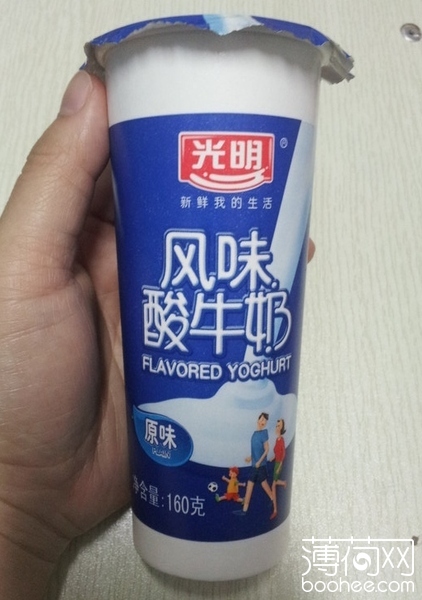 光明®
新鲜我的生活
风味
酸牛奶
FLAVORED YOGHURT
原味
PLAIN
净含量:160克
薄荷网
boohee.com